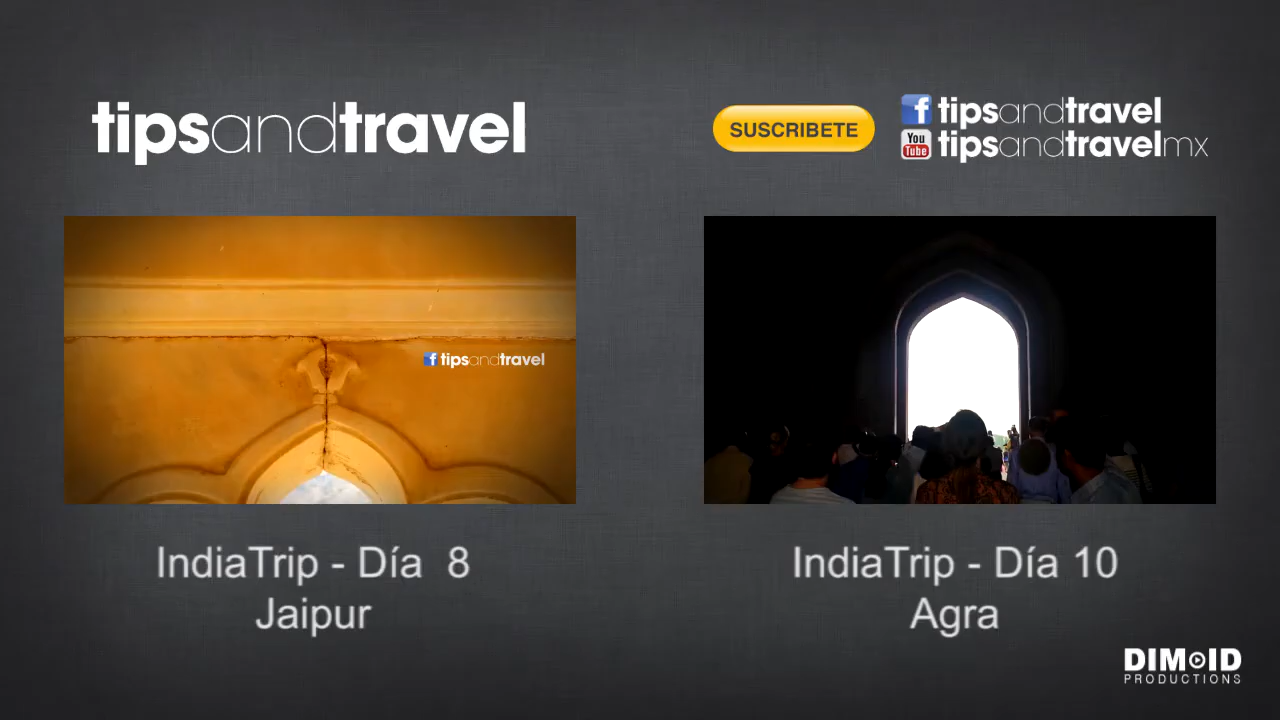 tipsandtravel
SUSCRIBETE
f tipsandtravel
You Tube tipsandtravelmx
f tipsandtravel
IndiaTrip - Día 8
Jaipur
IndiaTrip - Día 10
Agra
DIMOID
PRODUCTIONS